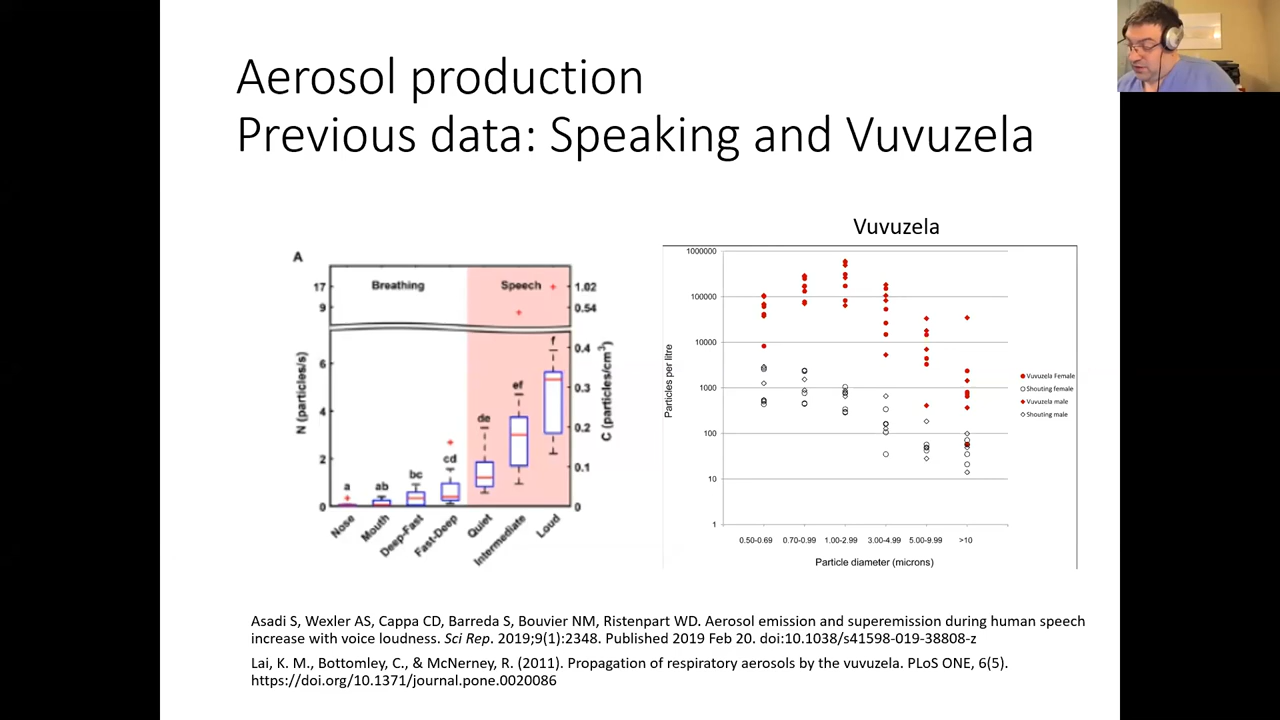 Aerosol production
Previous data: Speaking and Vuvuzela
A
Breathing
Speech
17
9
6
4
2
0
N (particles/s)
1.02
0.54
0.4
0.3
0.2
0.1
0
C (particles/cm³)
a
ab
bc
cd
de
ef
f
Nose
Mouth
Deep-Fast
Fast-Deep
Quiet
Intermediate
Loud
Vuvuzela
1000000
100000
10000
1000
100
10
1
Particles per litre
0.50-0.69
0.70-0.99
1.00-2.99
3.00-4.99
5.00-9.99
>10
Particle diameter (microns)
Vuvuzela Female
Shouting female
Vuvuzela male
Shouting male
Asadi S, Wexler AS, Cappa CD, Barreda S, Bouvier NM, Ristenpart WD. Aerosol emission and superemission during human speech
increase with voice loudness. Sci Rep. 2019;9(1):2348. Published 2019 Feb 20. doi:10.1038/s41598-019-38808-z
Lai, K. M., Bottomley, C., & McNerney, R. (2011). Propagation of respiratory aerosols by the vuvuzela. PLoS ONE, 6(5).
https://doi.org/10.1371/journal.pone.0020086